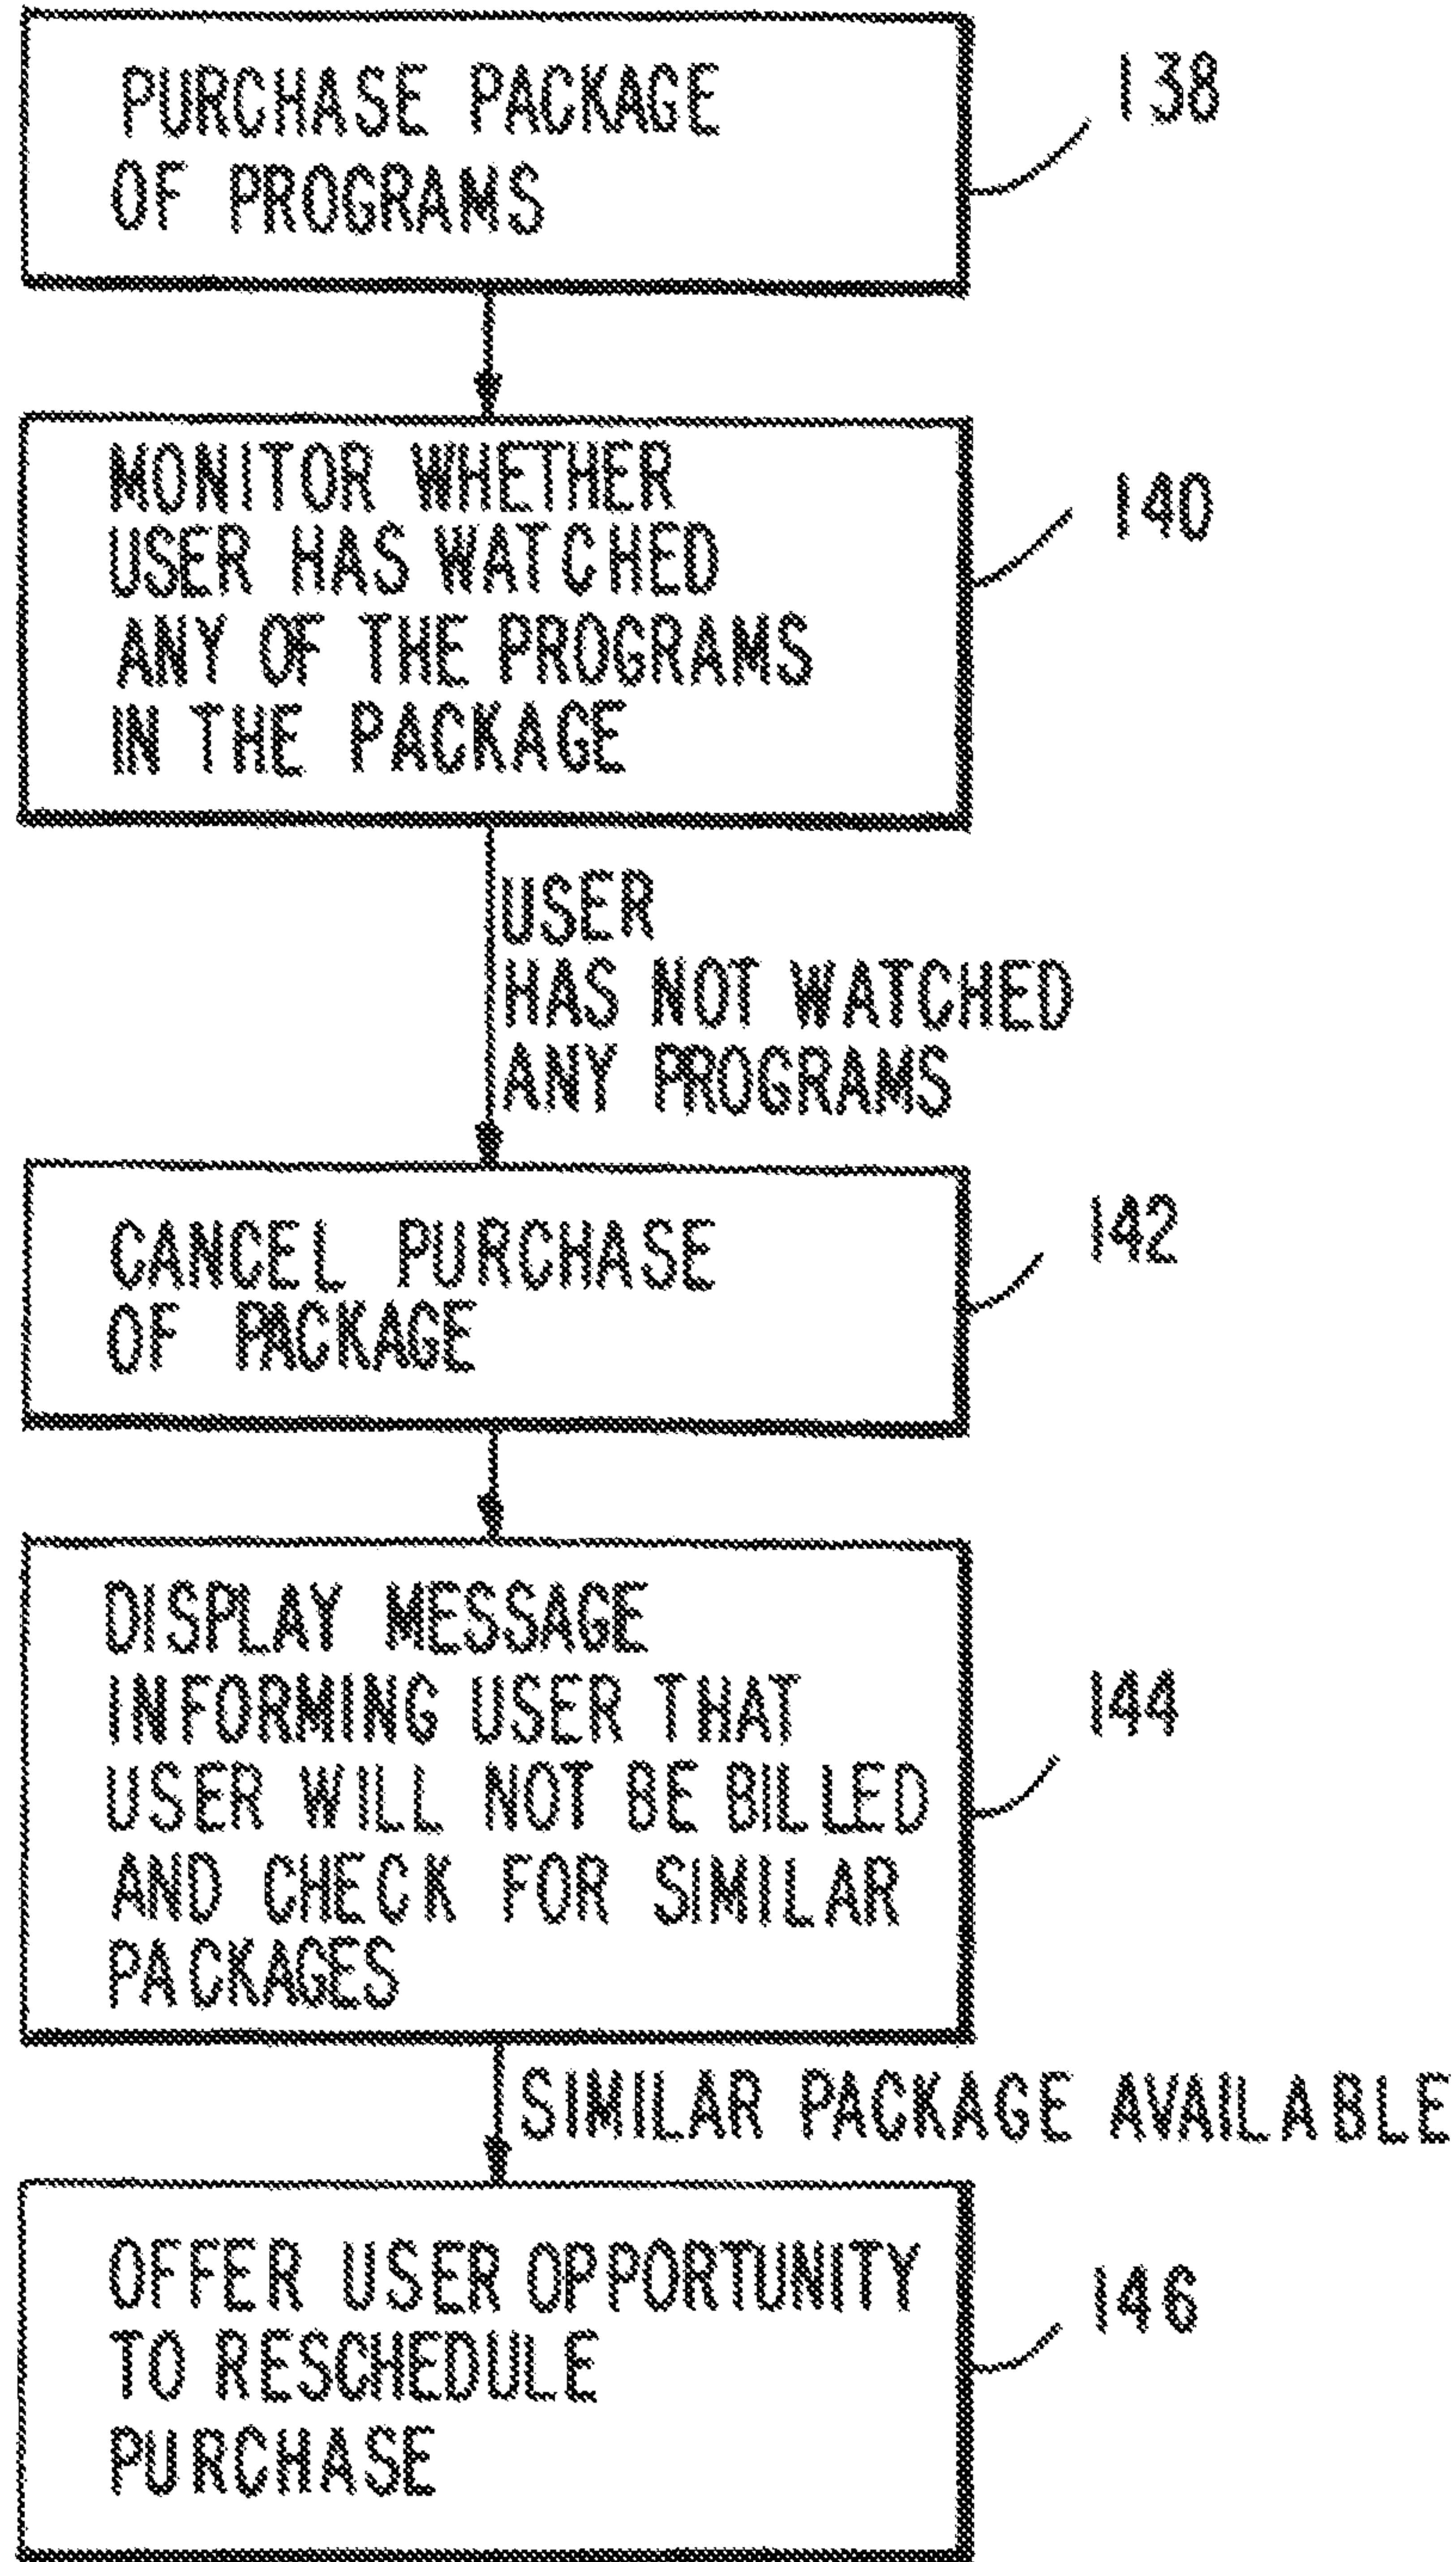 PURCHASE PACKAGE
OF PROGRAMS
138
MONITOR WHETHER
USER HAS WATCHED
ANY OF THE PROGRAMS
IN THE PACKAGE
140
USER
HAS NOT WATCHED
ANY PROGRAMS
CANCEL PURCHASE
OF PACKAGE
142
DISPLAY MESSAGE
INFORMING USER THAT
USER WILL NOT BE BILLED
AND CHECK FOR SIMILAR
PACKAGES
144
SIMILAR PACKAGE AVAILABLE
OFFER USER OPPORTUNITY
TO RESCHEDULE
PURCHASE
146